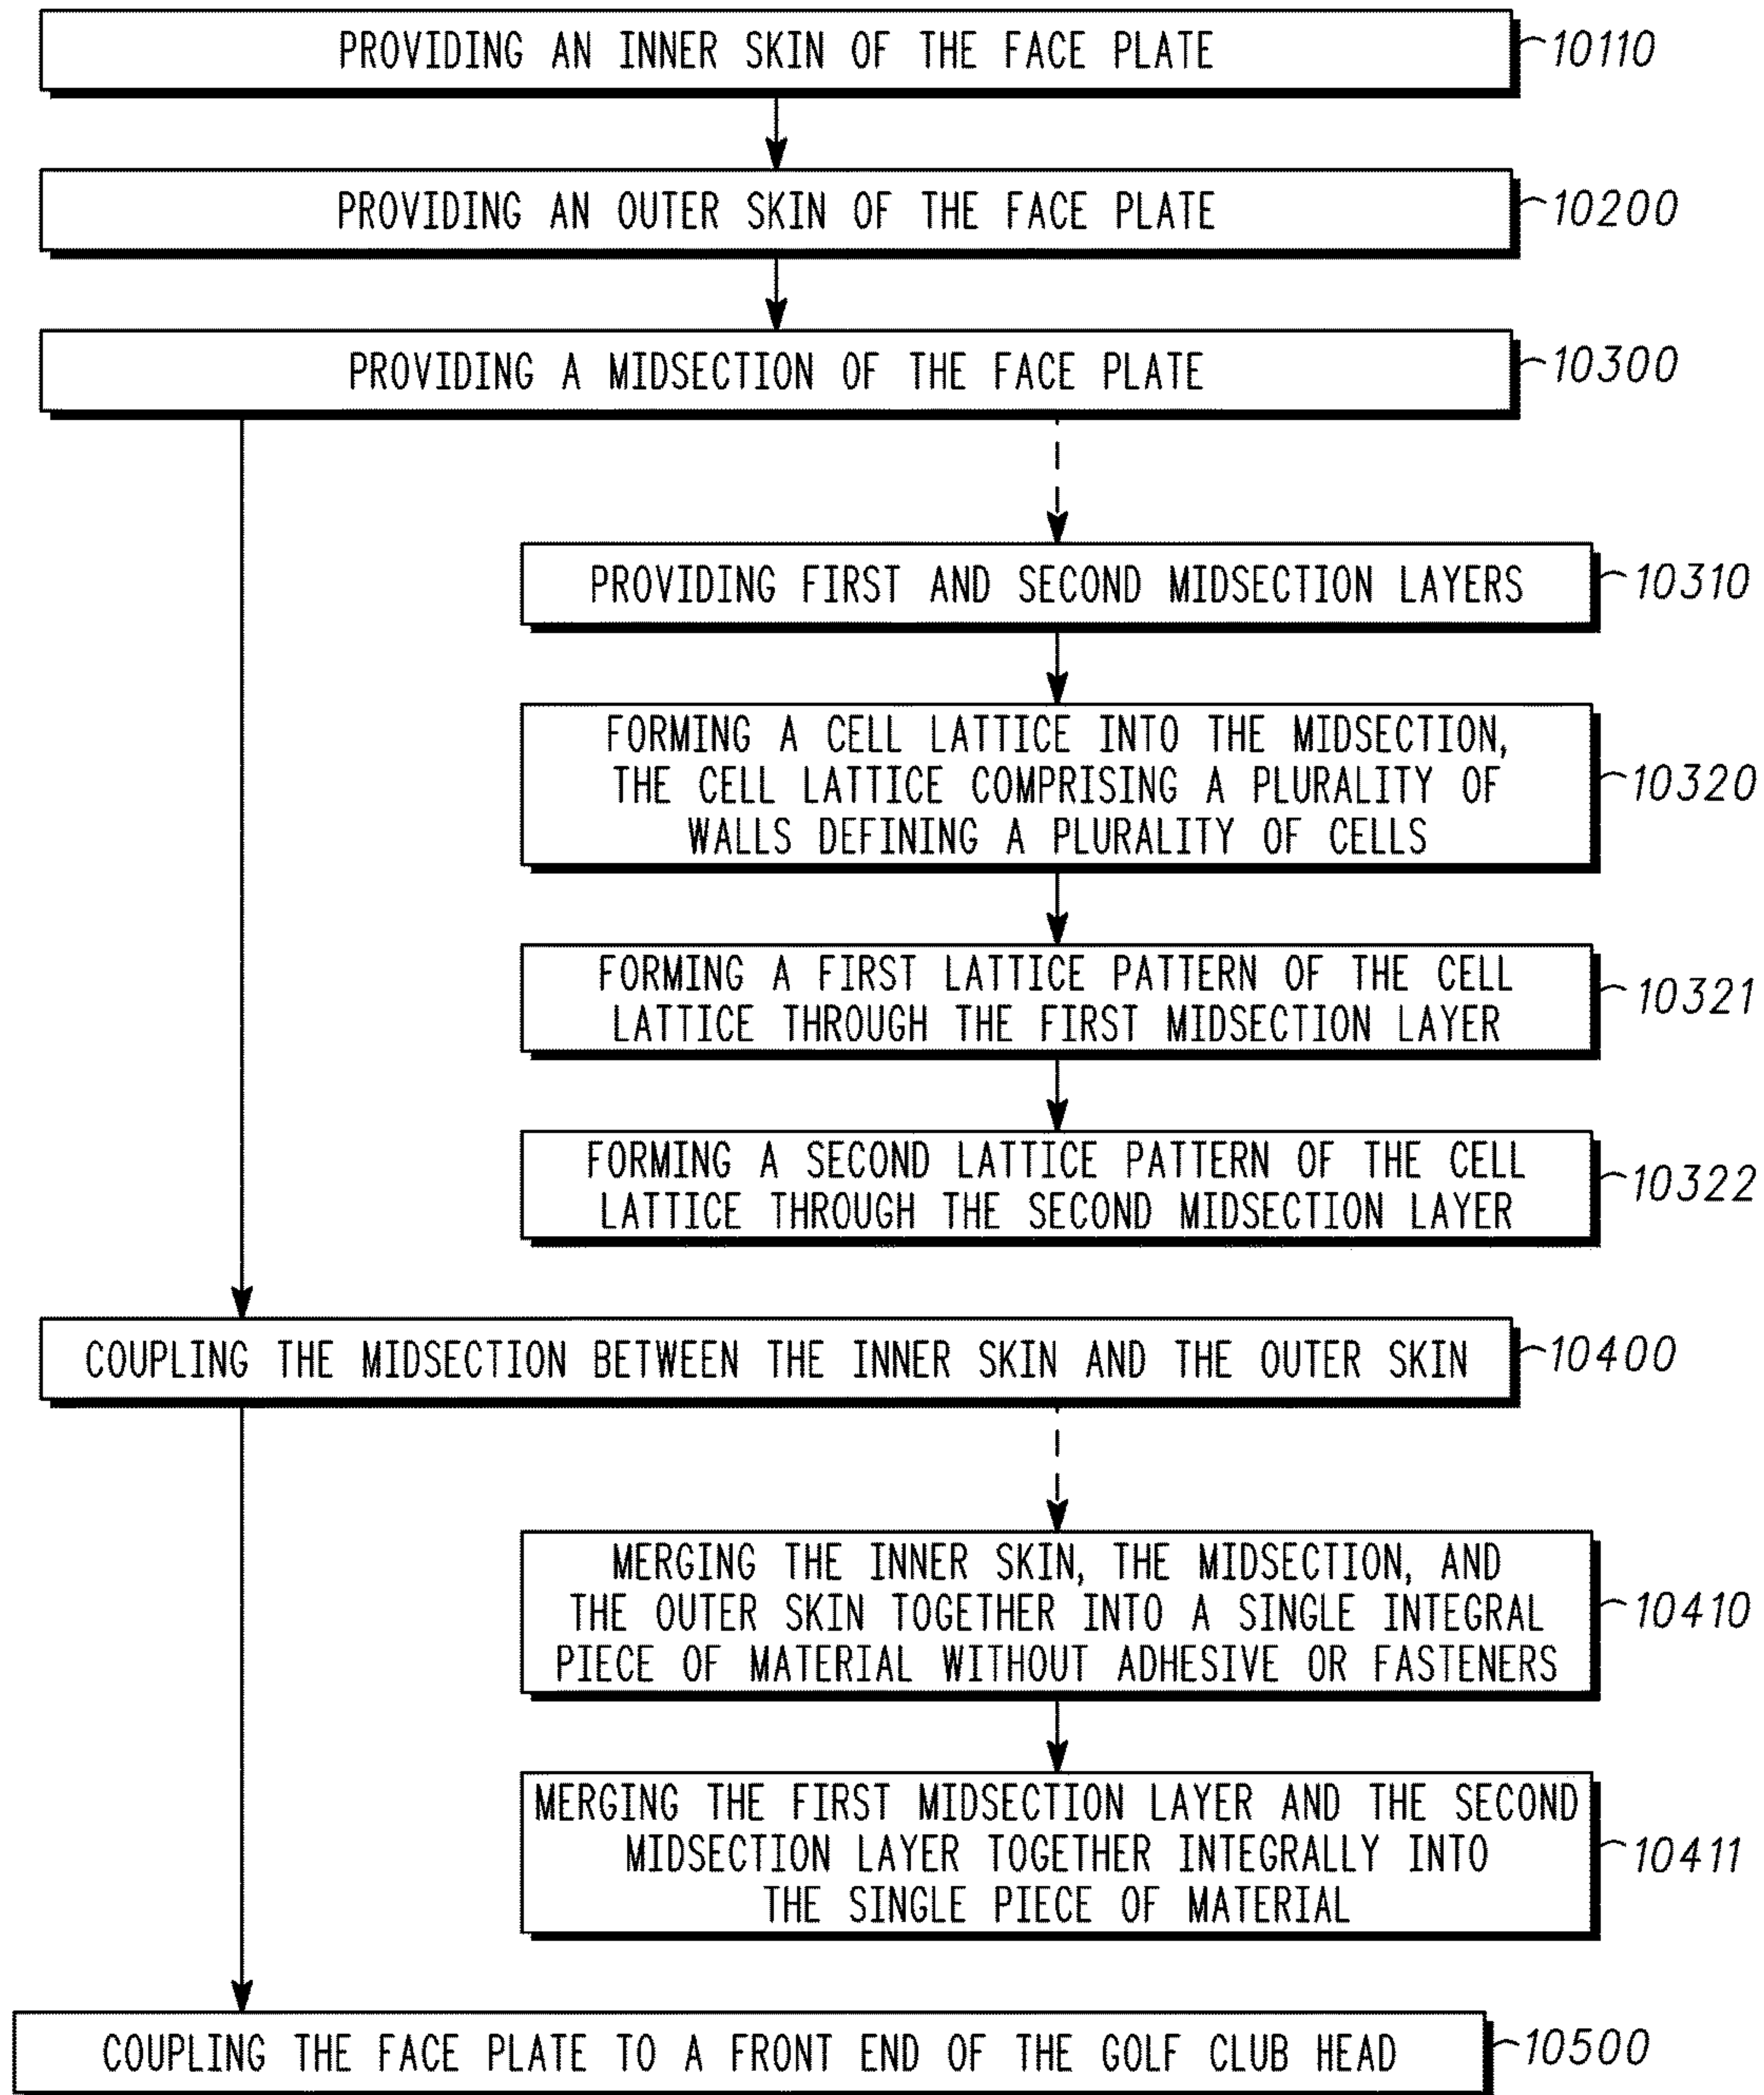 PROVIDING AN INNER SKIN OF THE FACE PLATE
10110
PROVIDING AN OUTER SKIN OF THE FACE PLATE
10200
PROVIDING A MIDSECTION OF THE FACE PLATE
10300
PROVIDING FIRST AND SECOND MIDSECTION LAYERS
10310
FORMING A CELL LATTICE INTO THE MIDSECTION,
THE CELL LATTICE COMPRISING A PLURALITY OF
WALLS DEFINING A PLURALITY OF CELLS
10320
FORMING A FIRST LATTICE PATTERN OF THE CELL
LATTICE THROUGH THE FIRST MIDSECTION LAYER
10321
FORMING A SECOND LATTICE PATTERN OF THE CELL
LATTICE THROUGH THE SECOND MIDSECTION LAYER
10322
COUPLING THE MIDSECTION BETWEEN THE INNER SKIN AND THE OUTER SKIN
10400
MERGING THE INNER SKIN, THE MIDSECTION, AND
THE OUTER SKIN TOGETHER INTO A SINGLE INTEGRAL
PIECE OF MATERIAL WITHOUT ADHESIVE OR FASTENERS
10410
MERGING THE FIRST MIDSECTION LAYER AND THE SECOND
MIDSECTION LAYER TOGETHER INTEGRALLY INTO
THE SINGLE PIECE OF MATERIAL
10411
COUPLING THE FACE PLATE TO A FRONT END OF THE GOLF CLUB HEAD
10500